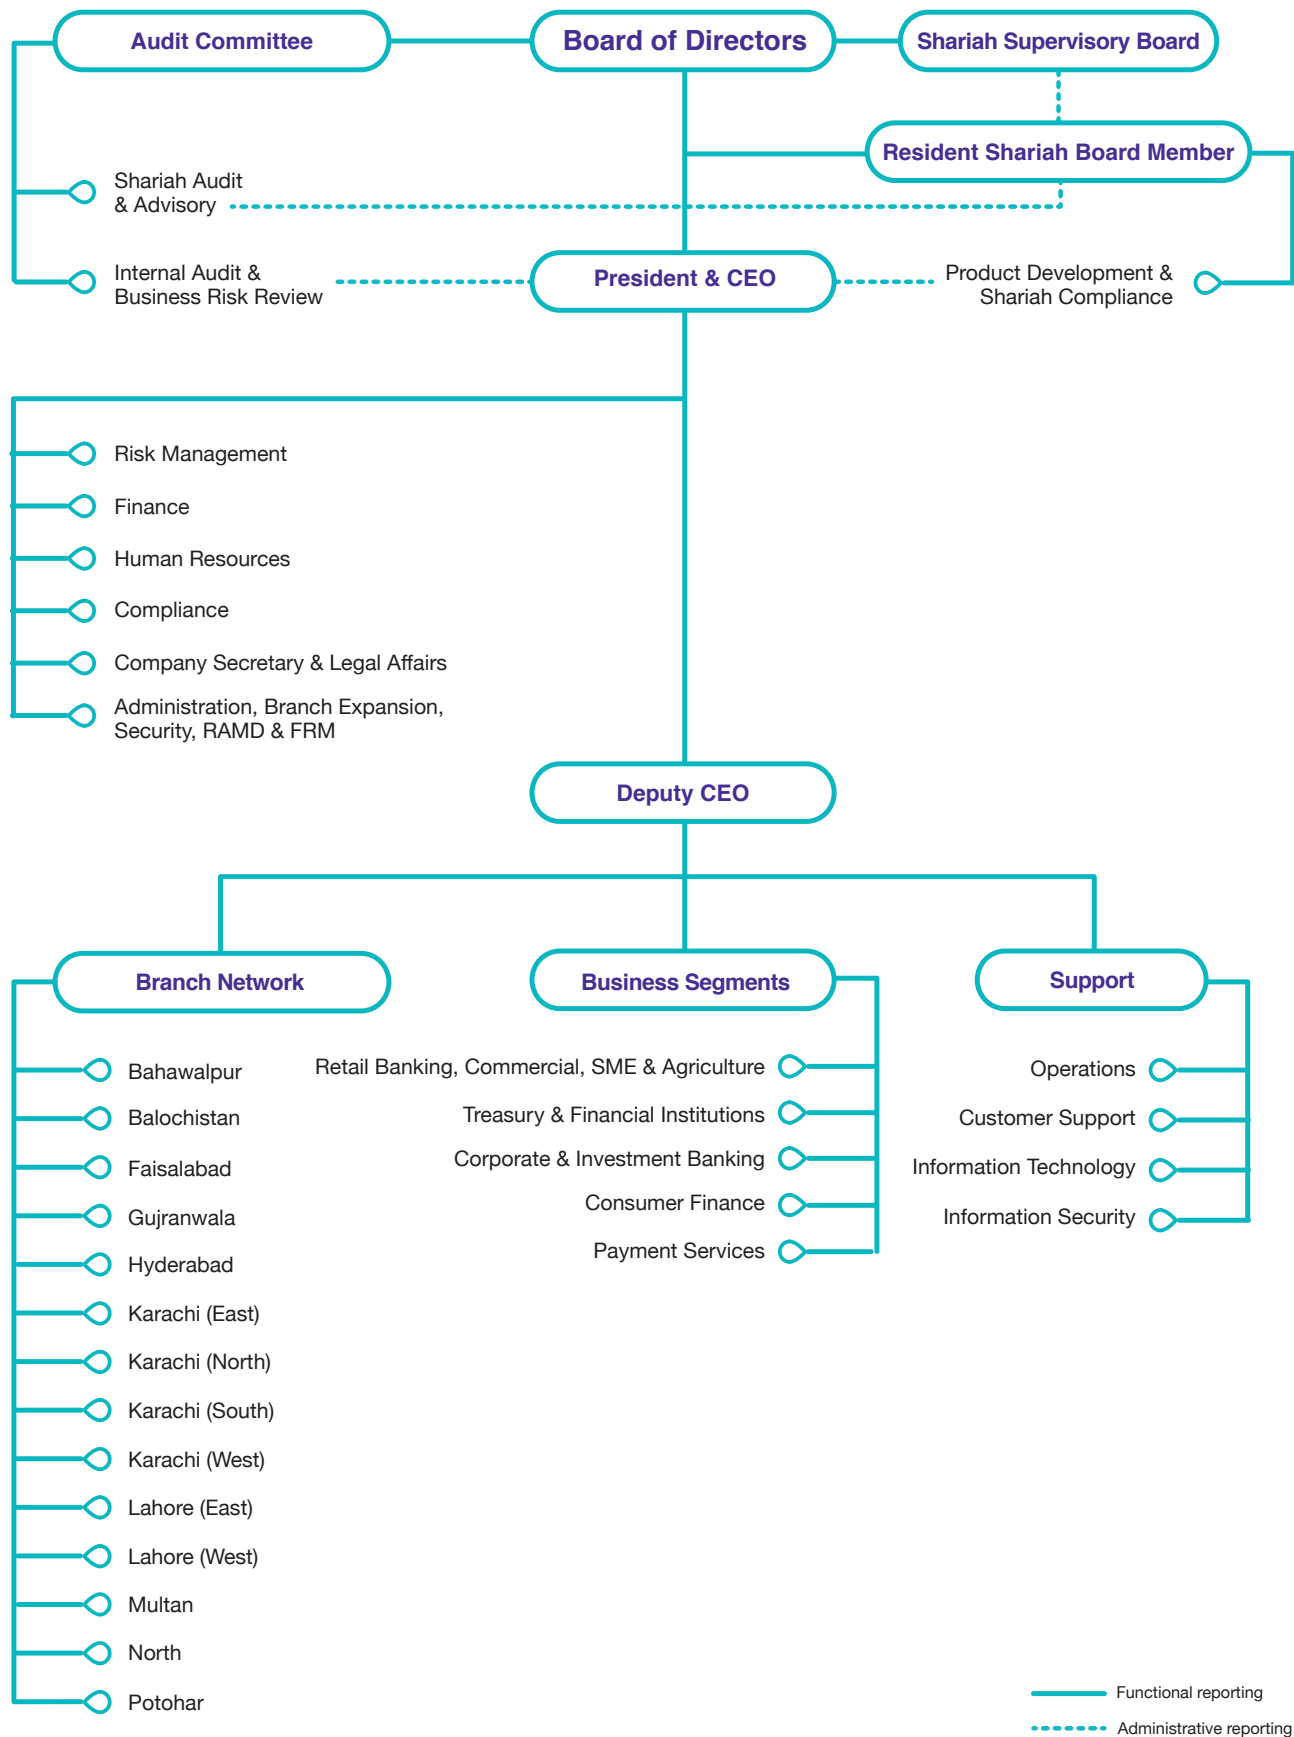 Audit Committee
Board of Directors
Shariah Supervisory Board
Resident Shariah Board Member
Shariah Audit
& Advisory
Internal Audit &
Business Risk Review
President & CEO
Product Development &
Shariah Compliance
Risk Management
Finance
Human Resources
Compliance
Company Secretary & Legal Affairs
Administration, Branch Expansion,
Security, RAMD & FRM
Deputy CEO
Branch Network
Bahawalpur
Balochistan
Faisalabad
Gujranwala
Hyderabad
Karachi (East)
Karachi (North)
Karachi (South)
Karachi (West)
Lahore (East)
Lahore (West)
Multan
North
Potohar
Business Segments
Retail Banking, Commercial, SME & Agriculture
Treasury & Financial Institutions
Corporate & Investment Banking
Consumer Finance
Payment Services
Support
Operations
Customer Support
Information Technology
Information Security
Functional reporting
Administrative reporting